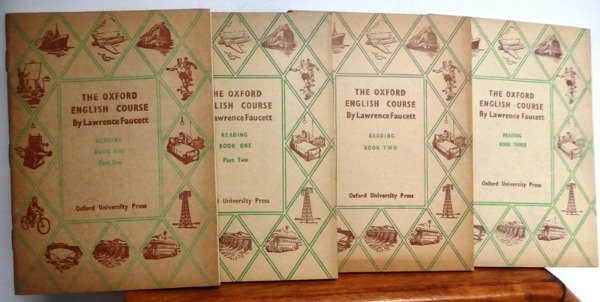 THE OXFORD
ENGLISH COURSE
By Lawrence Faucett
READING
BOOK ONE
Part One
Oxford University Press
THE OXFORD
ENGLISH COURSE
Lawrence Faucett
READING
BOOK ONE
Part Two
University Press
THE OXFORD
ENGLISH COURSE
By Lawrence Faucett
READING
BOOK TWO
Oxford University Press
THE OXFORD
ENGLISH COURSE
By Lawrence Faucett
READING
BOOK THREE
Oxford University Press